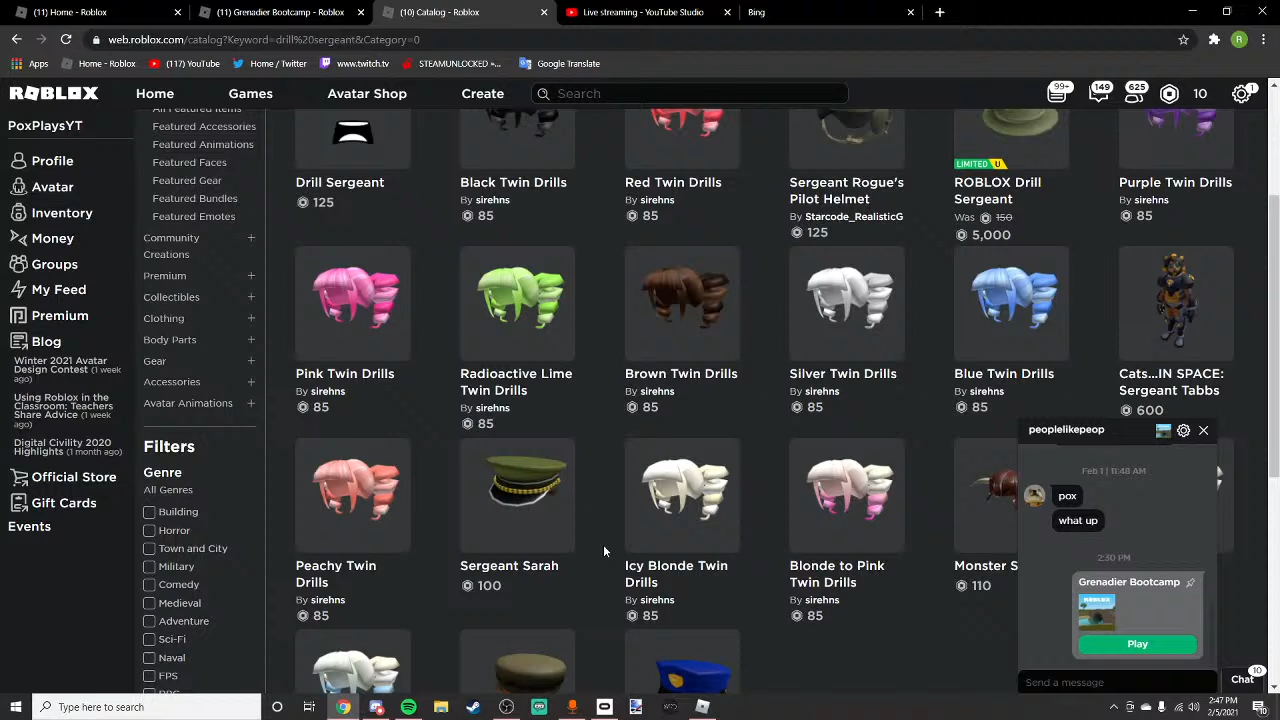 (11) Home - Roblox
(11) Grenadier Bootcamp - Roblox
(10) Catalog - Roblox
Live streaming - YouTube Studio
Bing
web.roblox.com/catalog?Keyword=drill%20sergeant&Category=0
R
Apps
Home - Roblox
(117) YouTube
Home / Twitter
www.twitch.tv
STEAMUNLOCKED -...
Google Translate
ROBLOX
Home
Games
Avatar Shop
Create
Search
99+
149
625
10
1
PoxPlaysYT
Profile
Avatar
Inventory
Money
Groups
My Feed
Premium
Blog
Winter 2021 Avatar
Design Contest (1 week
ago)
Using Roblox in the
Classroom: Teachers
Share Advice (1 week
ago)
Digital Civility 2020
Highlights (1 month ago)
Official Store
Gift Cards
Events
All Featured Items
Featured Accessories
Featured Animations
Featured Faces
Featured Gear
Featured Bundles
Featured Emotes
Community
Creations
Premium
Collectibles
Clothing
Body Parts
Gear
Accessories
Avatar Animations
Filters
Genre
All Genres
Building
Horror
Town and City
Military
Comedy
Medieval
Adventure
Sci-Fi
Naval
FPS
RPG
Drill Sergeant
125
Black Twin Drills
By sirehns
85
Red Twin Drills
By sirehns
85
Sergeant Rogue's
Pilot Helmet
By Starcode_RealisticG
125
LIMITED U
ROBLOX Drill
Sergeant
Was 150
5,000
Purple Twin Drills
By sirehns
85
Pink Twin Drills
By sirehns
85
Radioactive Lime
Twin Drills
By sirehns
85
Brown Twin Drills
By sirehns
85
Silver Twin Drills
By sirehns
85
Blue Twin Drills
By sirehns
85
Cats...IN SPACE:
Sergeant Tabbs
600
Peachy Twin
Drills
By sirehns
85
Sergeant Sarah
100
Icy Blonde Twin
Drills
By sirehns
85
Blonde to Pink
Twin Drills
By sirehns
85
Monster S
110
peoplelikepeop
Feb 1 | 11:48 AM
pox
what up
2:30 PM
Grenadier Bootcamp
ROBLOX
Play
Send a message
Chat
10
Type here to search
2:47 PM
2/5/2021